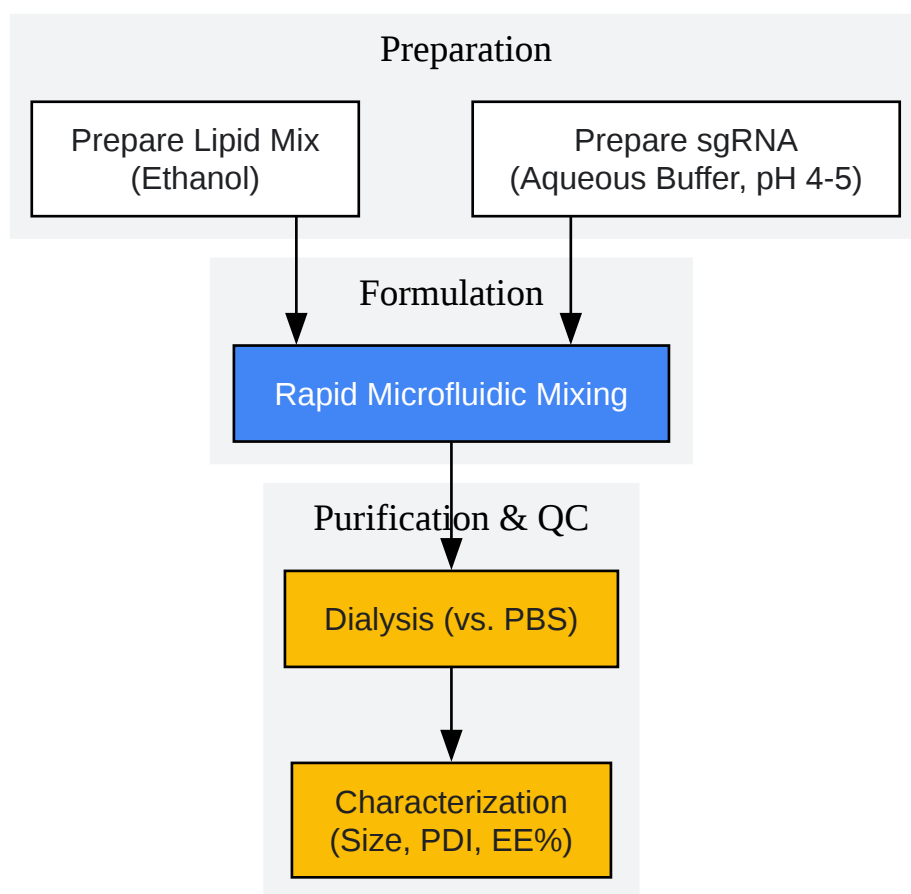 Preparation
Prepare Lipid Mix
(Ethanol)
Prepare sgRNA
(Aqueous Buffer, pH 4-5)
Formulation
Rapid Microfluidic Mixing
Purification & QC
Dialysis (vs. PBS)
Characterization
(Size, PDI, EE%)